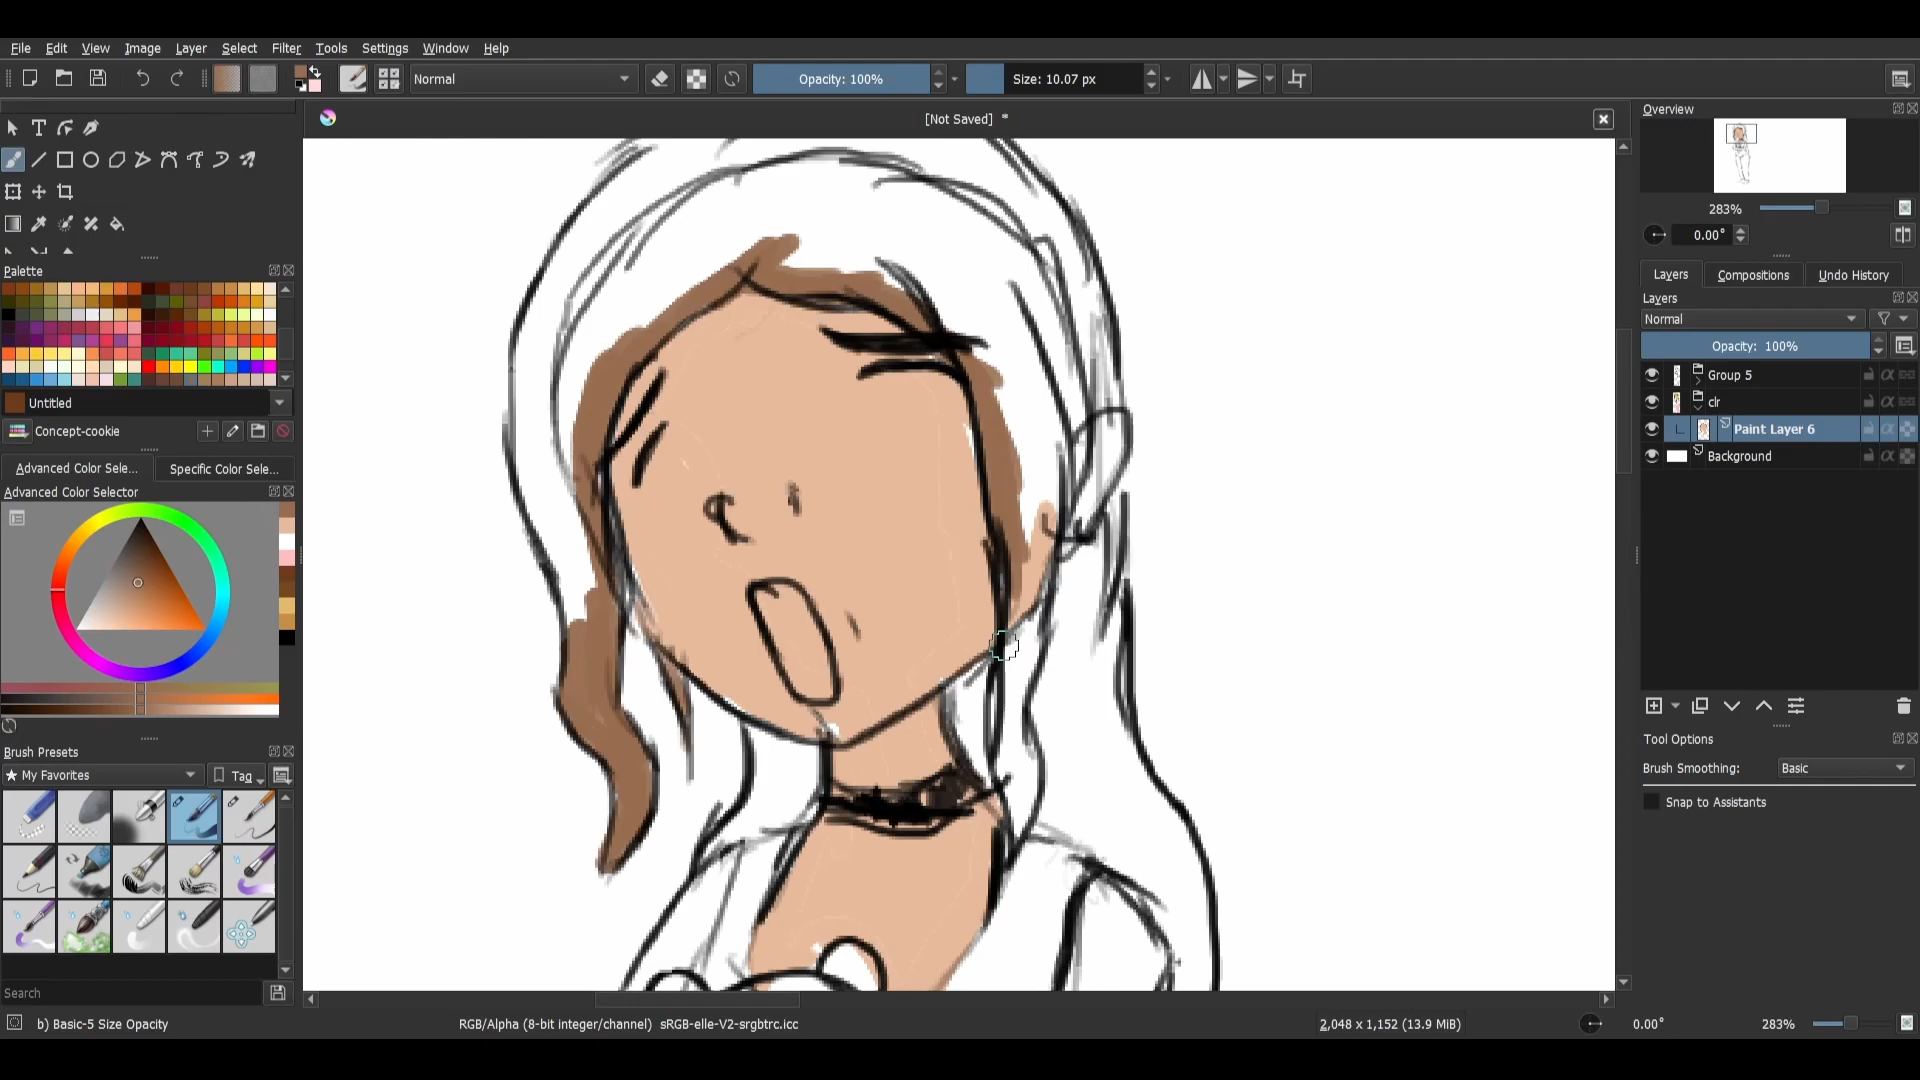 File Edit View Image Layer Select Filter Tools Settings Window Help
Normal
Opacity: 100%
Size: 10.07 px
[Not Saved] *
Overview
283%
0.00°
Layers Compositions Undo History
Layers
Normal
Opacity: 100%
Group 5
clr
Paint Layer 6
Background
Tool Options
Brush Smoothing: Basic
Snap to Assistants
Palette
Untitled
Concept-cookie
Advanced Color Sele... Specific Color Sele...
Advanced Color Selector
Brush Presets
★ My Favorites
Tag
Search
b) Basic-5 Size Opacity
RGB/Alpha (8-bit integer/channel) sRGB-elle-V2-srgbtrc.icc
2,048 x 1,152 (13.9 MiB)
0.00°
283%